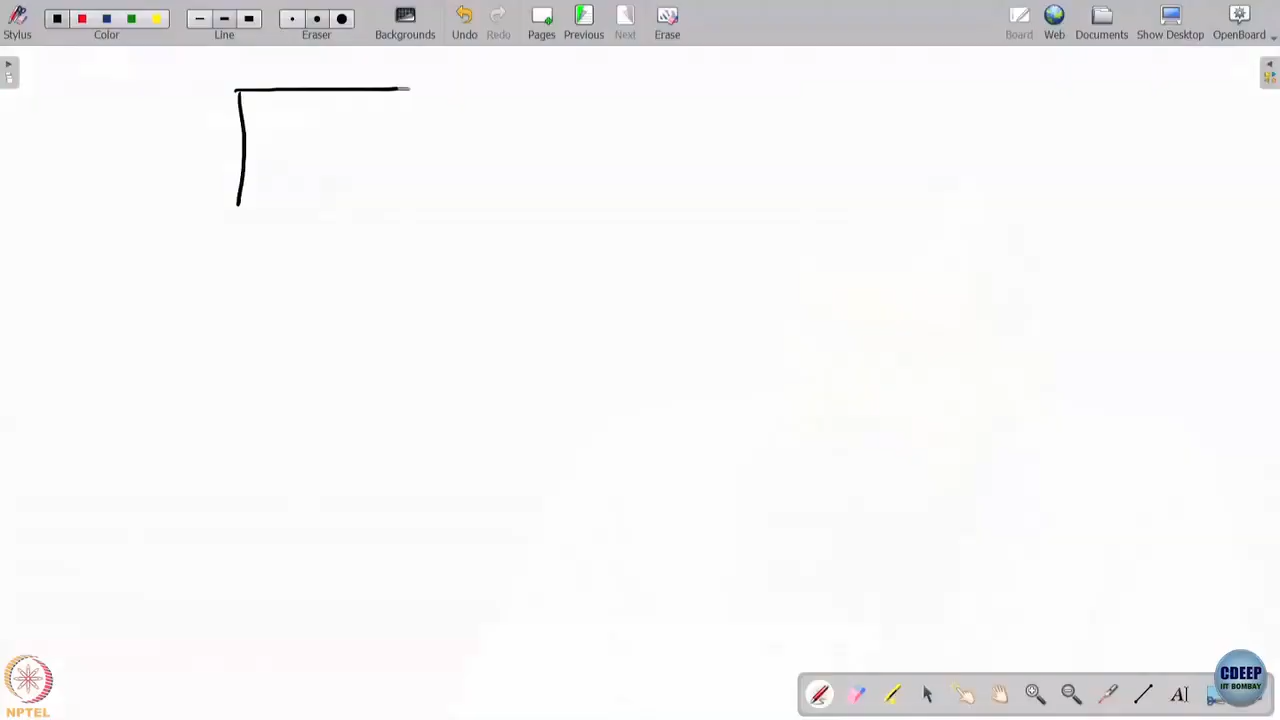 Stylus Color Line Eraser Backgrounds Undo Redo Pages Previous Next Erase Board Web Documents Show Desktop OpenBoard
NPTEL
CDEEP
IIT BOMBAY